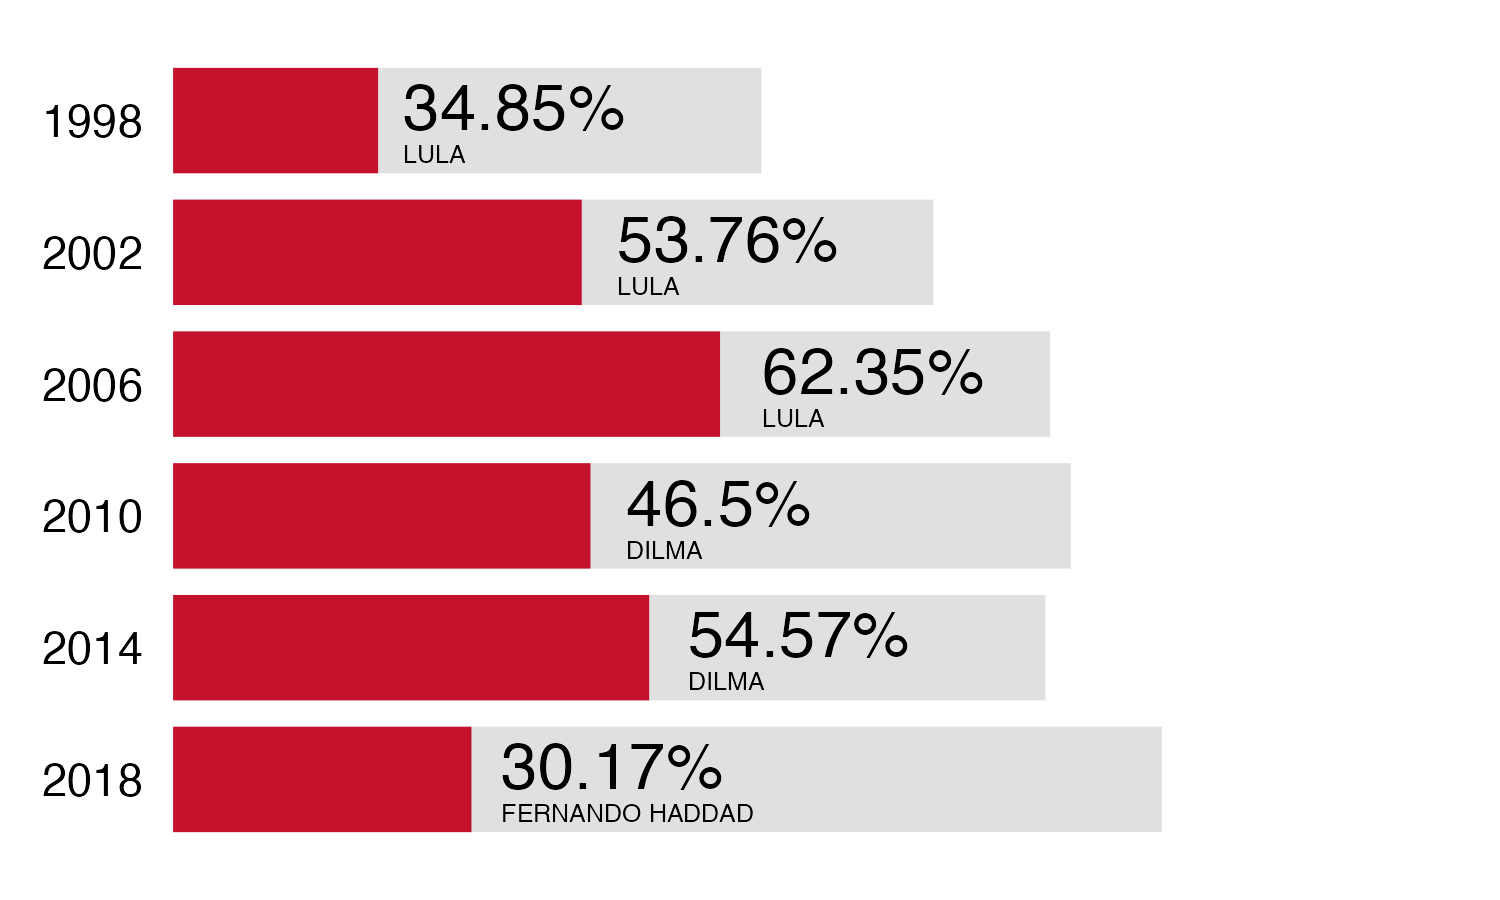 1998
34.85%
LULA
2002
53.76%
LULA
2006
62.35%
LULA
2010
46.5%
DILMA
2014
54.57%
DILMA
2018
30.17%
FERNANDO HADDAD